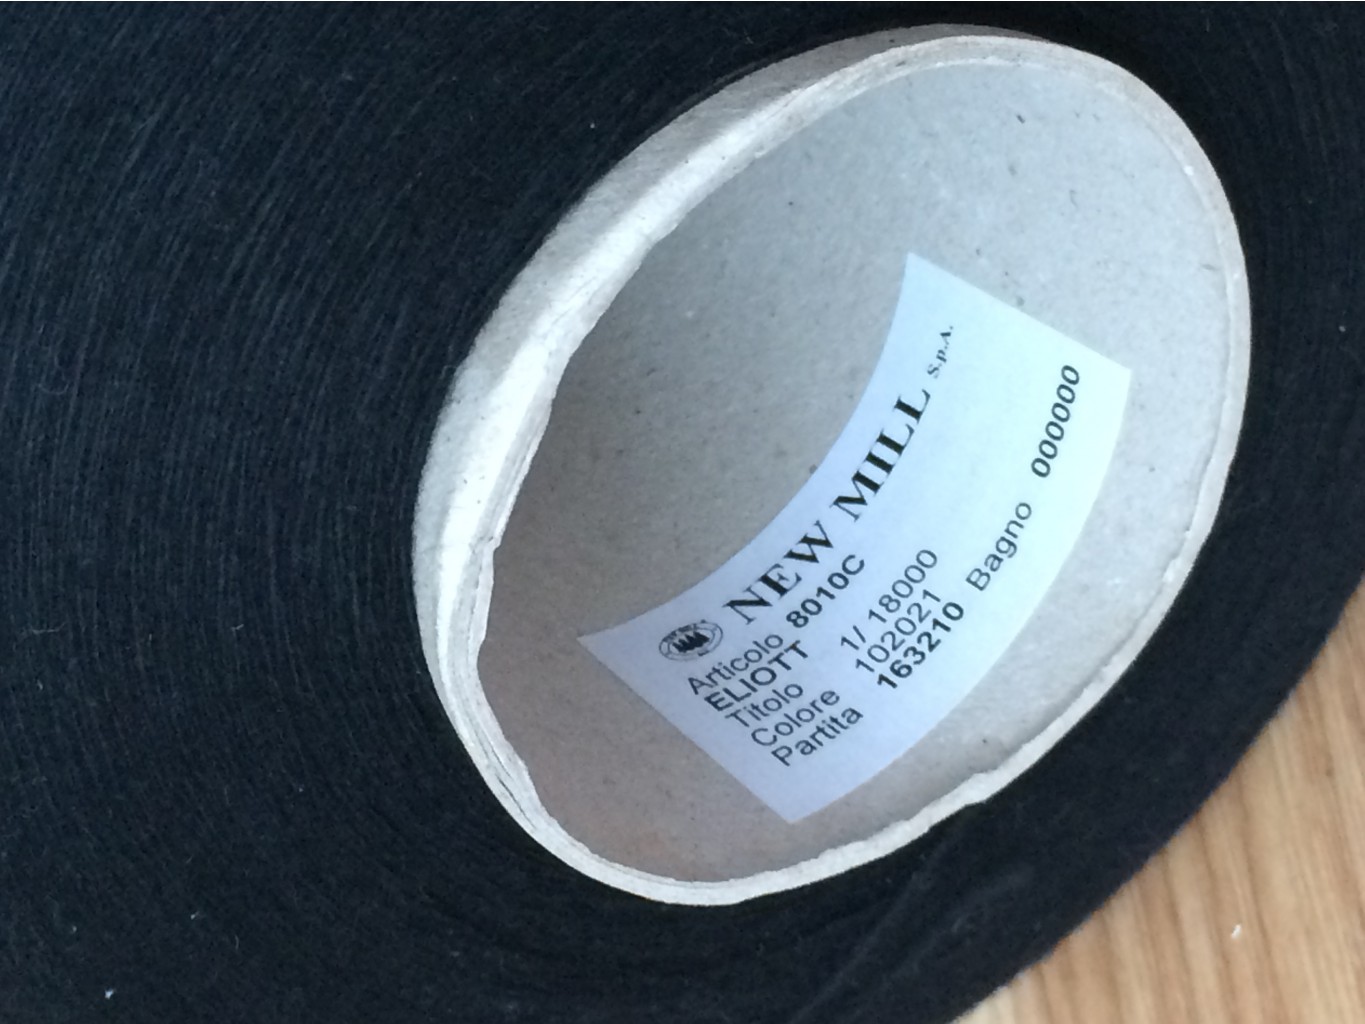 NEW MILL S.p.A.
Articolo 8010C
ELIOTT
Titolo 1/ 18000
Colore 102021
Partita 163210 Bagno 000000